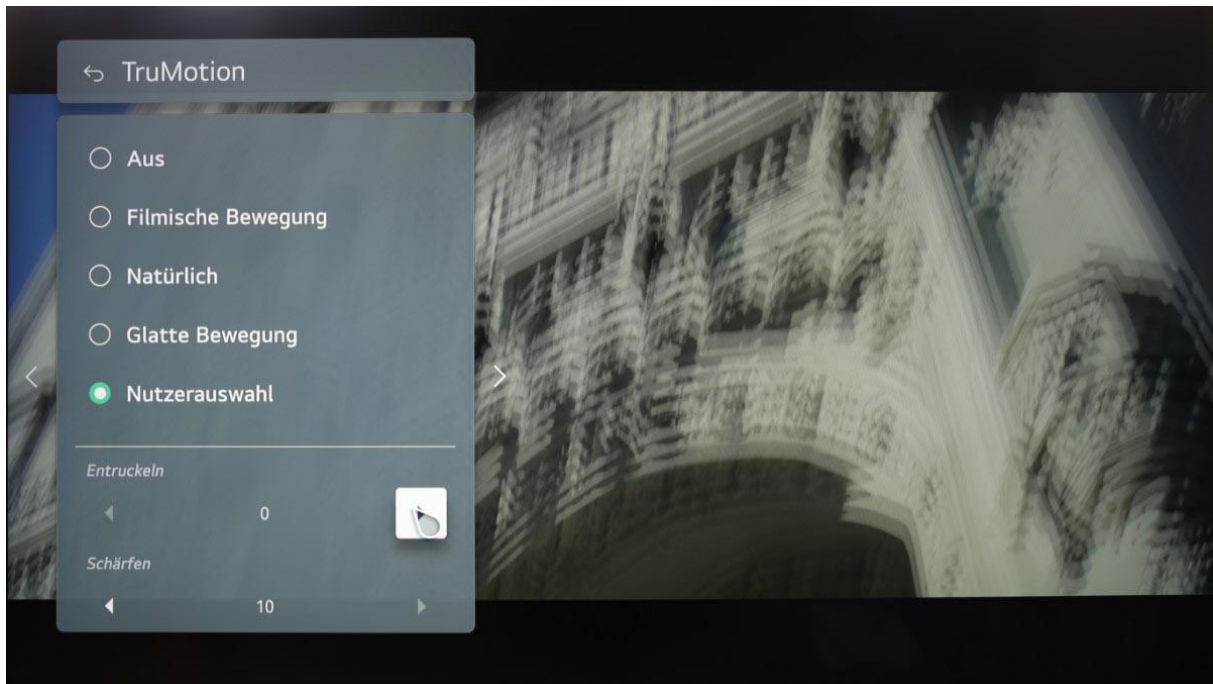 TruMotion
Aus
Filmische Bewegung
Natürlich
Glatte Bewegung
Nutzerauswahl
Entruckeln
0
Schärfen
10